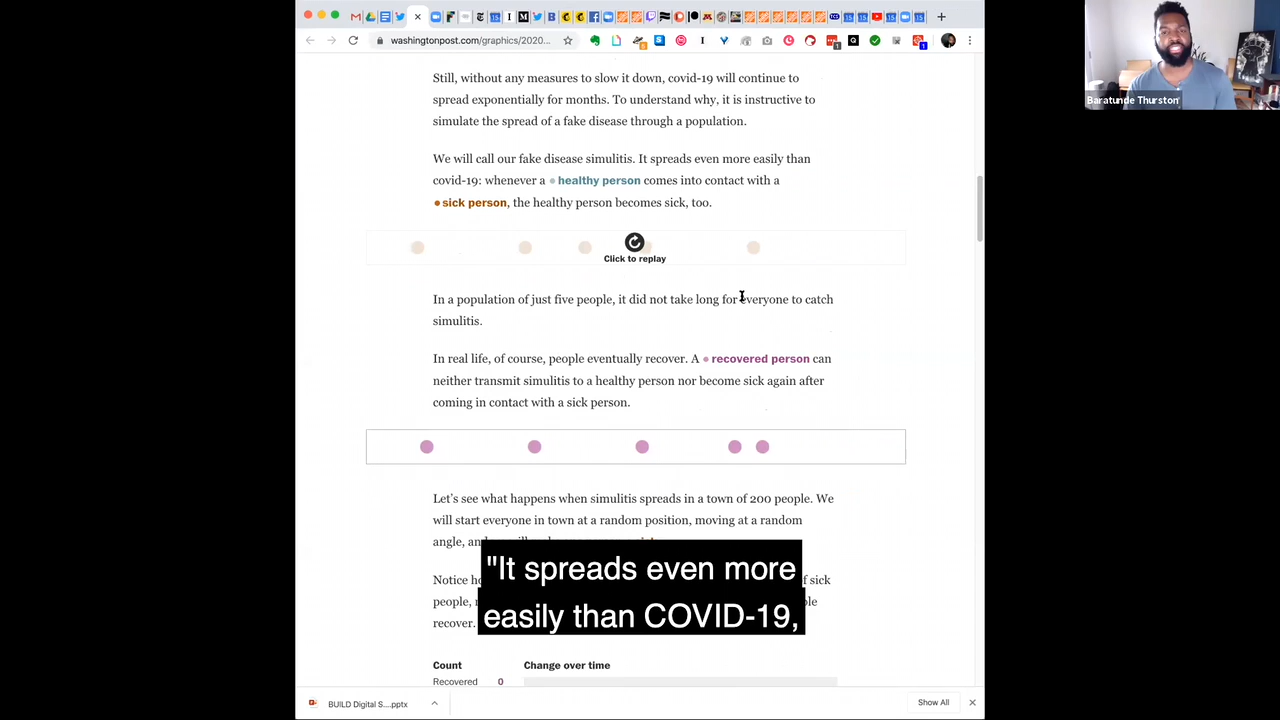 washingtonpost.com/graphics/2020...
Baratunde Thurston
Still, without any measures to slow it down, covid-19 will continue to
spread exponentially for months. To understand why, it is instructive to
simulate the spread of a fake disease through a population.
We will call our fake disease simulitis. It spreads even more easily than
covid-19: whenever a healthy person comes into contact with a
sick person, the healthy person becomes sick, too.
Click to replay
In a population of just five people, it did not take long for everyone to catch
simulitis.
In real life, of course, people eventually recover. A recovered person can
neither transmit simulitis to a healthy person nor become sick again after
coming in contact with a sick person.
Let's see what happens when simulitis spreads in a town of 200 people. We
will start everyone in town at a random position, moving at a random
angle,
"It spreads even more
easily than COVID-19,
Notice
of sick
people,
recover.
Count
Change over time
Recovered 0
BUILD Digital S....pptx
Show All